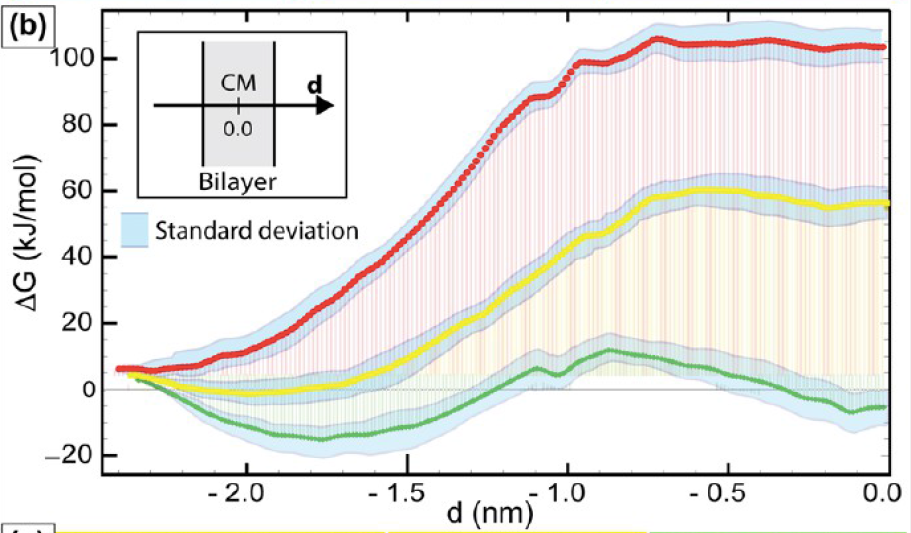 (b)
100
80
60
40
20
0
−20
ΔG (kJ/mol)
CM
d
0.0
Bilayer
Standard deviation
- 2.0
- 1.5
- 1.0
- 0.5
0.0
d (nm)